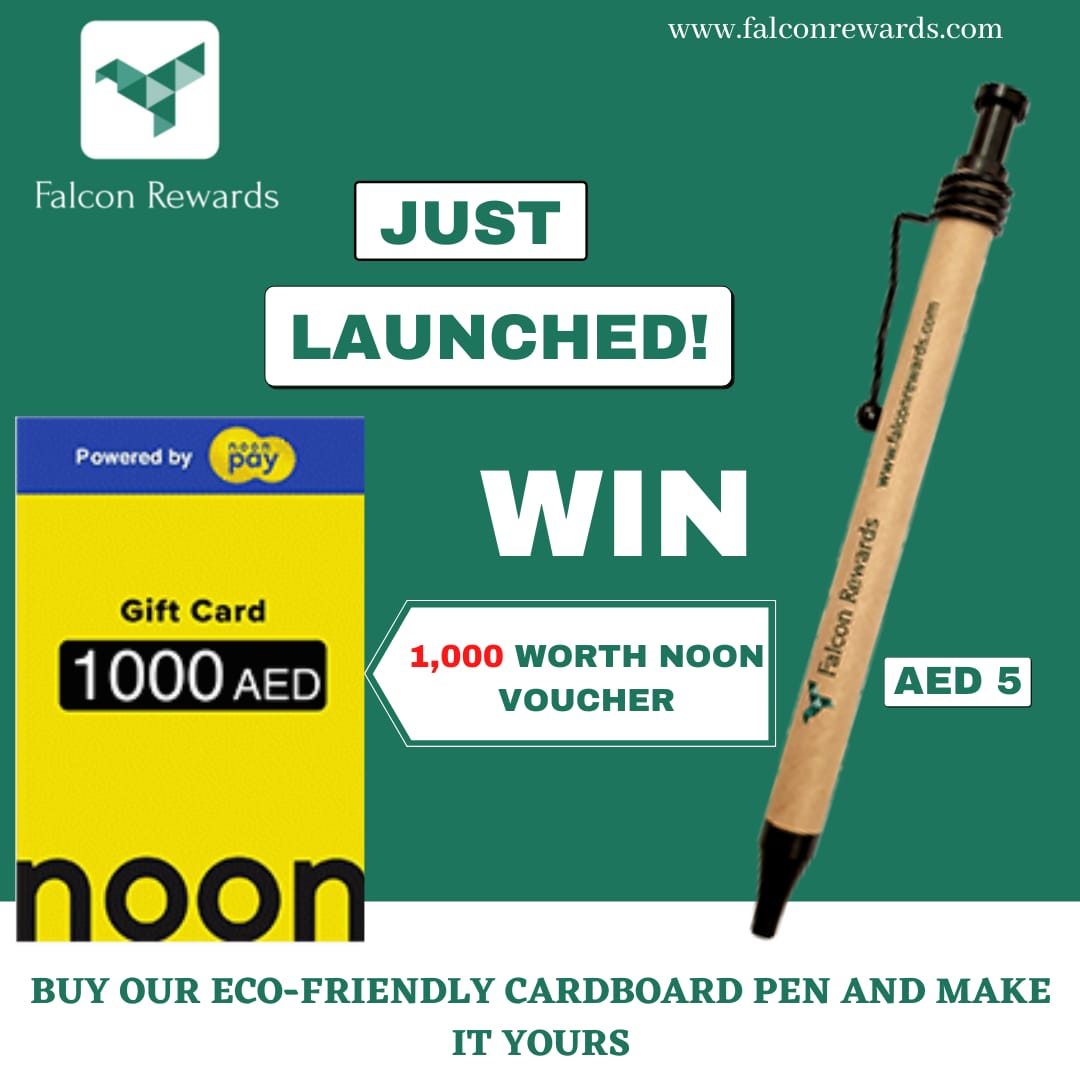 www.falconrewards.com
Falcon Rewards
JUST
LAUNCHED!
Powered by noon pay
WIN
Gift Card
1000 AED
1,000 WORTH NOON
VOUCHER
noon
www.falconrewards.com
Falcon Rewards
AED 5
BUY OUR ECO-FRIENDLY CARDBOARD PEN AND MAKE
IT YOURS